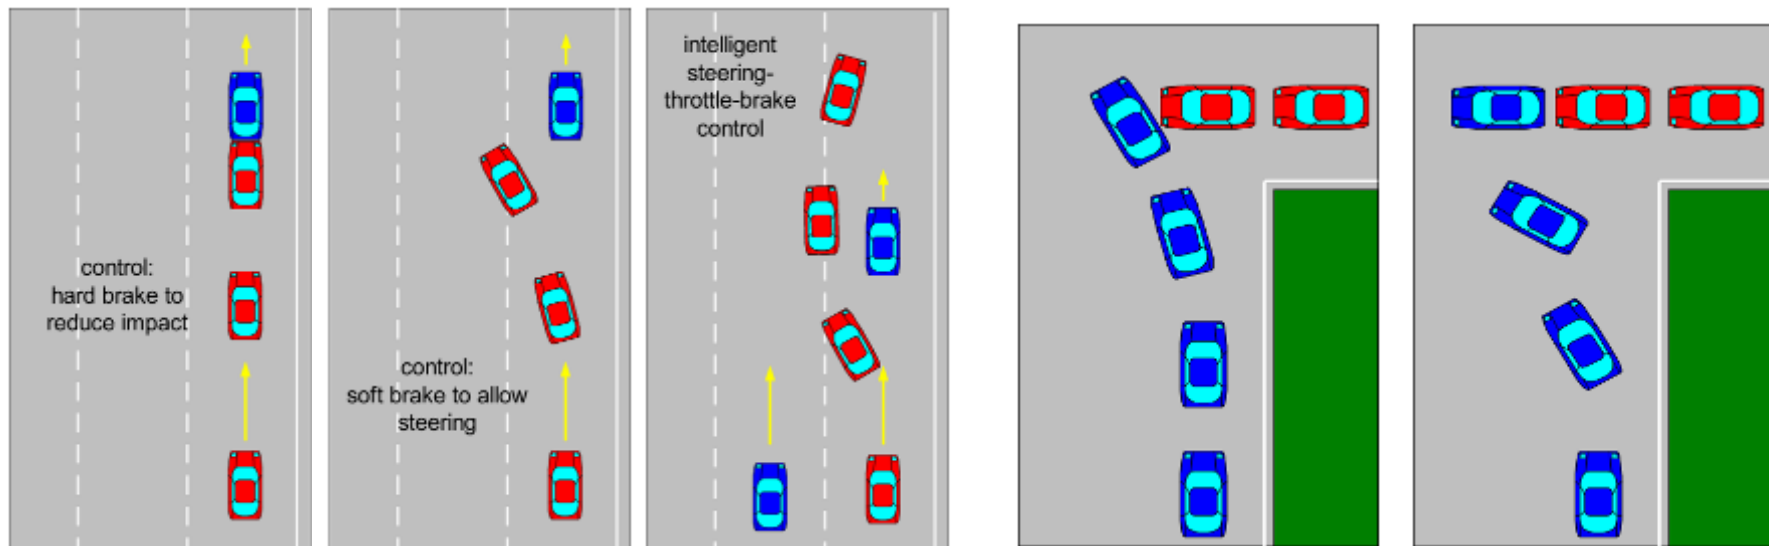 control:
hard brake to
reduce impact
control:
soft brake to allow
steering
intelligent
steering-
throttle-brake
control